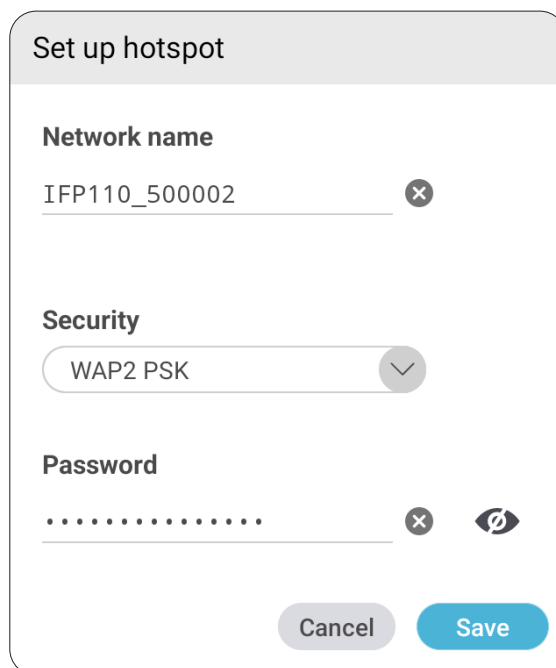 Set up hotspot
Network name
IFP110_500002
Security
WAP2 PSK
Password
•••••••••••••••
Cancel Save